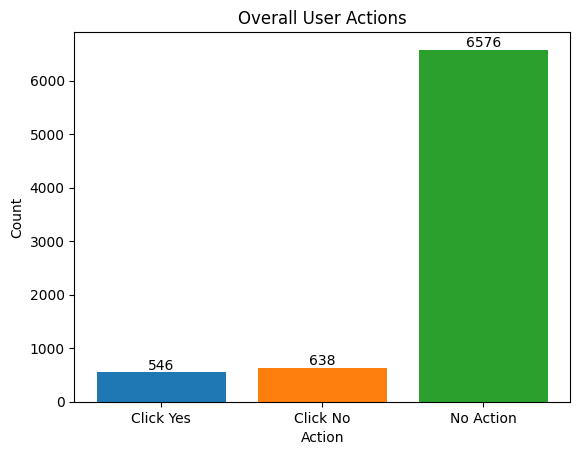 Overall User Actions
6576
6000
5000
4000
3000
2000
1000
0
Count
546
638
Click Yes
Click No
No Action
Action